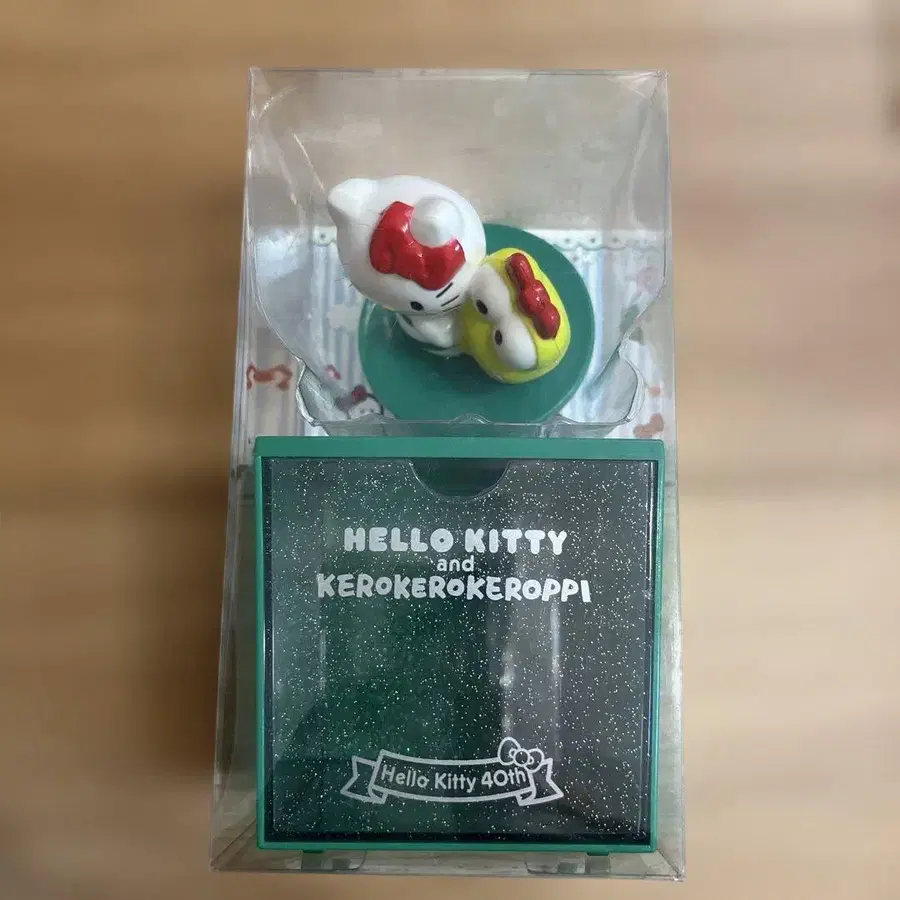 HELLO KITTY
and
KEROKEROKEROPPI
Hello Kitty 40th